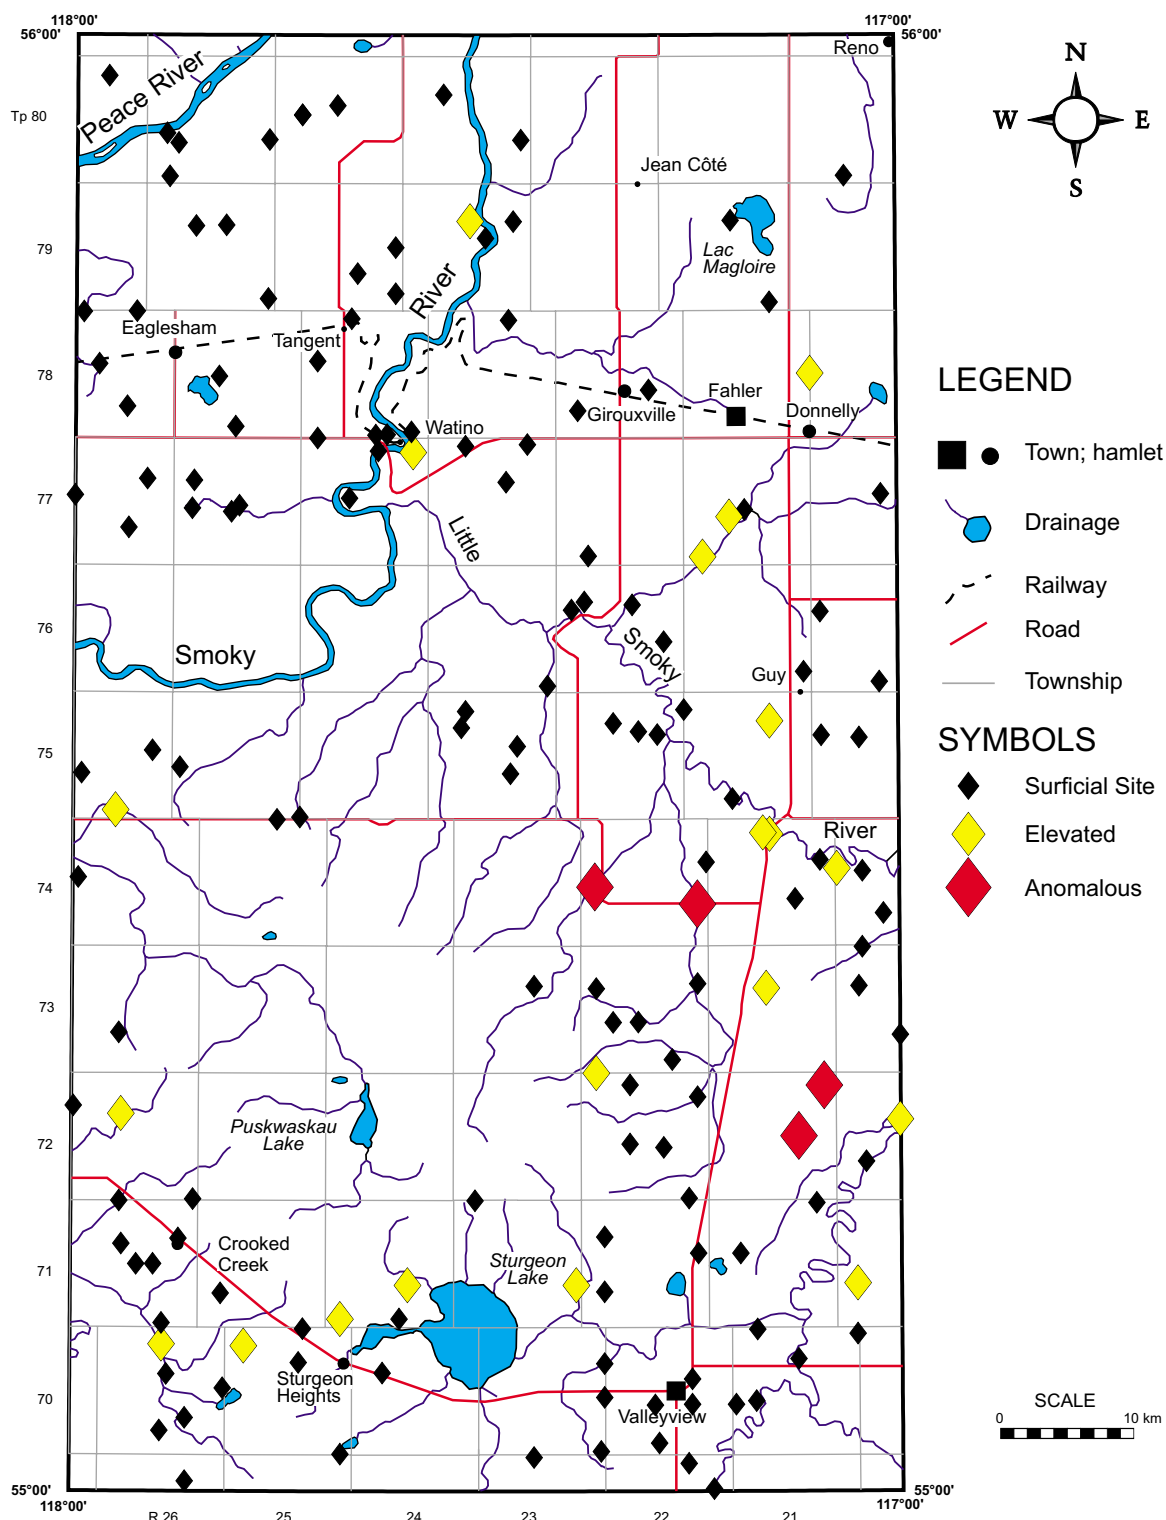 118°00'
117°00'
56°00'
56°00'
Reno
N
W
E
S
Peace River
Tp 80
Jean Côté
79
Lac
Magloire
River
Eaglesham
Tangent
78
Fahler
Girouxville
Donnelly
Watino
LEGEND
Town; hamlet
77
Little
Drainage
Railway
76
Smoky
Smoky
Road
Guy
Township
75
SYMBOLS
Surficial Site
River
Elevated
74
Anomalous
73
72
Puskwaskau
Lake
71
Crooked
Creek
Sturgeon
Lake
70
Sturgeon
Heights
Valleyview
SCALE
0
10 km
55°00'
55°00'
118°00'
117°00'
R 26
25
24
23
22
21